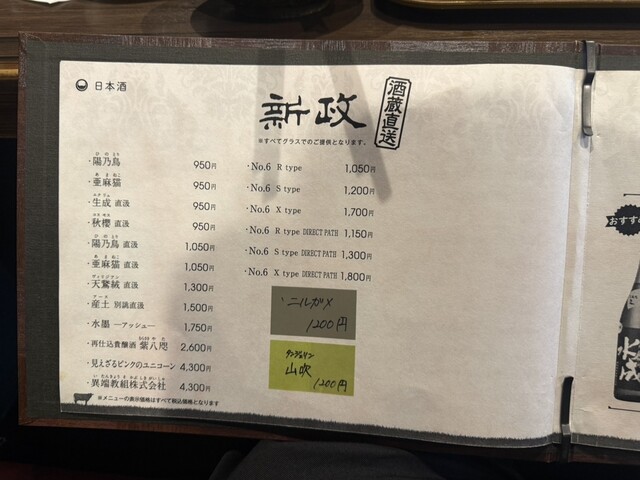 日本酒
新政
酒蔵直送
※すべてグラスでのご提供となります。
・陽乃鳥 950円
・亜麻猫 950円
・生成 直汲 950円
・秋櫻 直汲 950円
・陽乃鳥 直汲 1,050円
・亜麻猫 直汲 1,050円
・天鵞絨 直汲 1,300円
・産土 別誂直汲 1,500円
・水墨 ―アッシュ― 1,750円
・再仕込貴醸酒 紫八咫 2,600円
・見えざるピンクのユニコーン 4,300円
・異端教組株式会社 4,300円
※メニューの表示価格はすべて税込価格となります
・No.6 R type 1,050円
・No.6 S type 1,200円
・No.6 X type 1,700円
・No.6 R type DIRECT PATH 1,150円
・No.6 S type DIRECT PATH 1,300円
・No.6 X type DIRECT PATH 1,800円
・ニルガメ
1200円
山吹
1200円
おすす